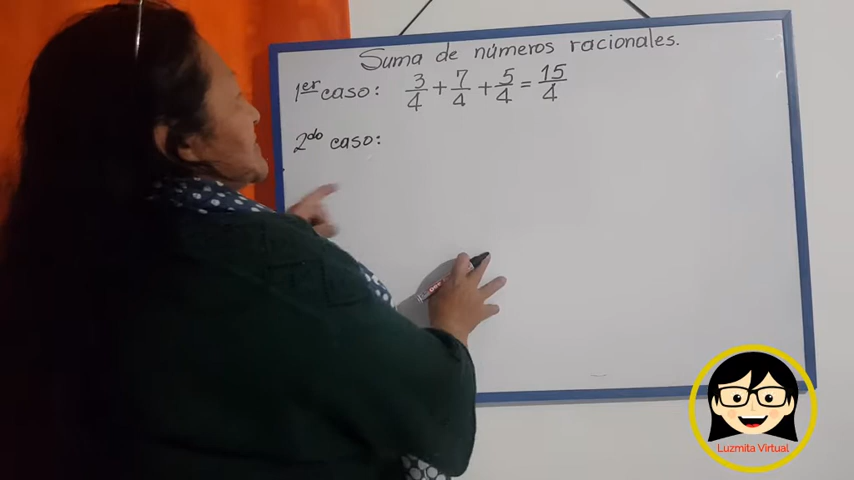 Suma de números racionales.
1er caso: 3/4 + 7/4 + 5/4 = 15/4
2do caso:
Luzmita Virtual